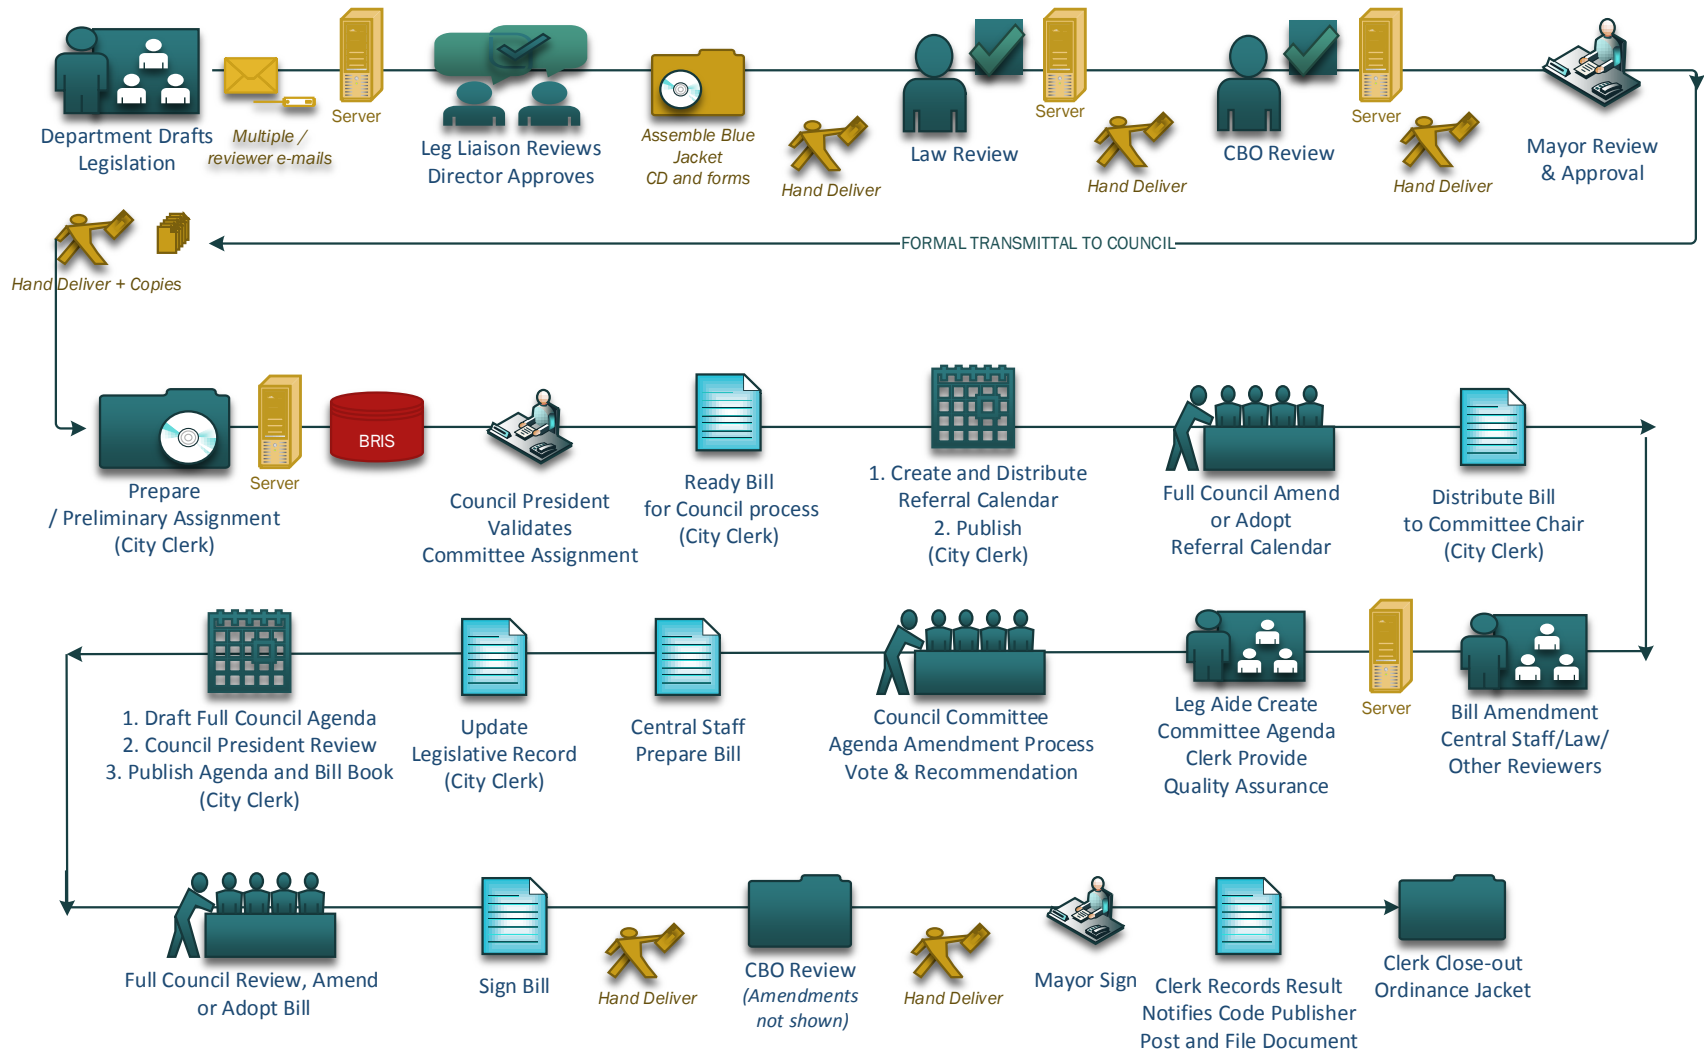 Department Drafts
Legislation
Multiple /
reviewer e-mails
Server
Leg Liaison Reviews
Director Approves
Assemble Blue
Jacket
CD and forms
Hand Deliver
Law Review
Server
Hand Deliver
CBO Review
Server
Hand Deliver
Mayor Review
& Approval
FORMAL TRANSMITTAL TO COUNCIL
Hand Deliver + Copies
Prepare
/ Preliminary Assignment
(City Clerk)
Server
BRIS
Council President
Validates
Committee Assignment
Ready Bill
for Council process
(City Clerk)
1. Create and Distribute
Referral Calendar
2. Publish
(City Clerk)
Full Council Amend
or Adopt
Referral Calendar
Distribute Bill
to Committee Chair
(City Clerk)
1. Draft Full Council Agenda
2. Council President Review
3. Publish Agenda and Bill Book
(City Clerk)
Update
Legislative Record
(City Clerk)
Central Staff
Prepare Bill
Council Committee
Agenda Amendment Process
Vote & Recommendation
Leg Aide Create
Committee Agenda
Clerk Provide
Quality Assurance
Server
Bill Amendment
Central Staff/Law/
Other Reviewers
Full Council Review, Amend
or Adopt Bill
Sign Bill
Hand Deliver
CBO Review
(Amendments
not shown)
Hand Deliver
Mayor Sign
Clerk Records Result
Notifies Code Publisher
Post and File Document
Clerk Close-out
Ordinance Jacket